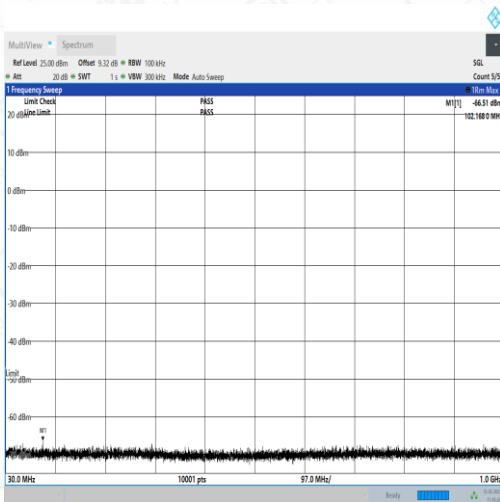 MultiView Spectrum
Ref Level 25.00 dBm Offset 9.32 dB RBW 100 kHz SGL
Att 20 dB SWT 1 s VBW 300 kHz Mode Auto Sweep Count 5/5
1 Frequency Sweep 1Rm Max
Limit Check PASS M1[1] -66.51 dBm
Line Limit PASS 102.168 0 MH
20 dBm
10 dBm
0 dBm
-10 dBm
-20 dBm
-30 dBm
-40 dBm
Limit
-50 dBm
-60 dBm
M1
30.0 MHz 10001 pts 97.0 MHz/ 1.0 GHz
Ready